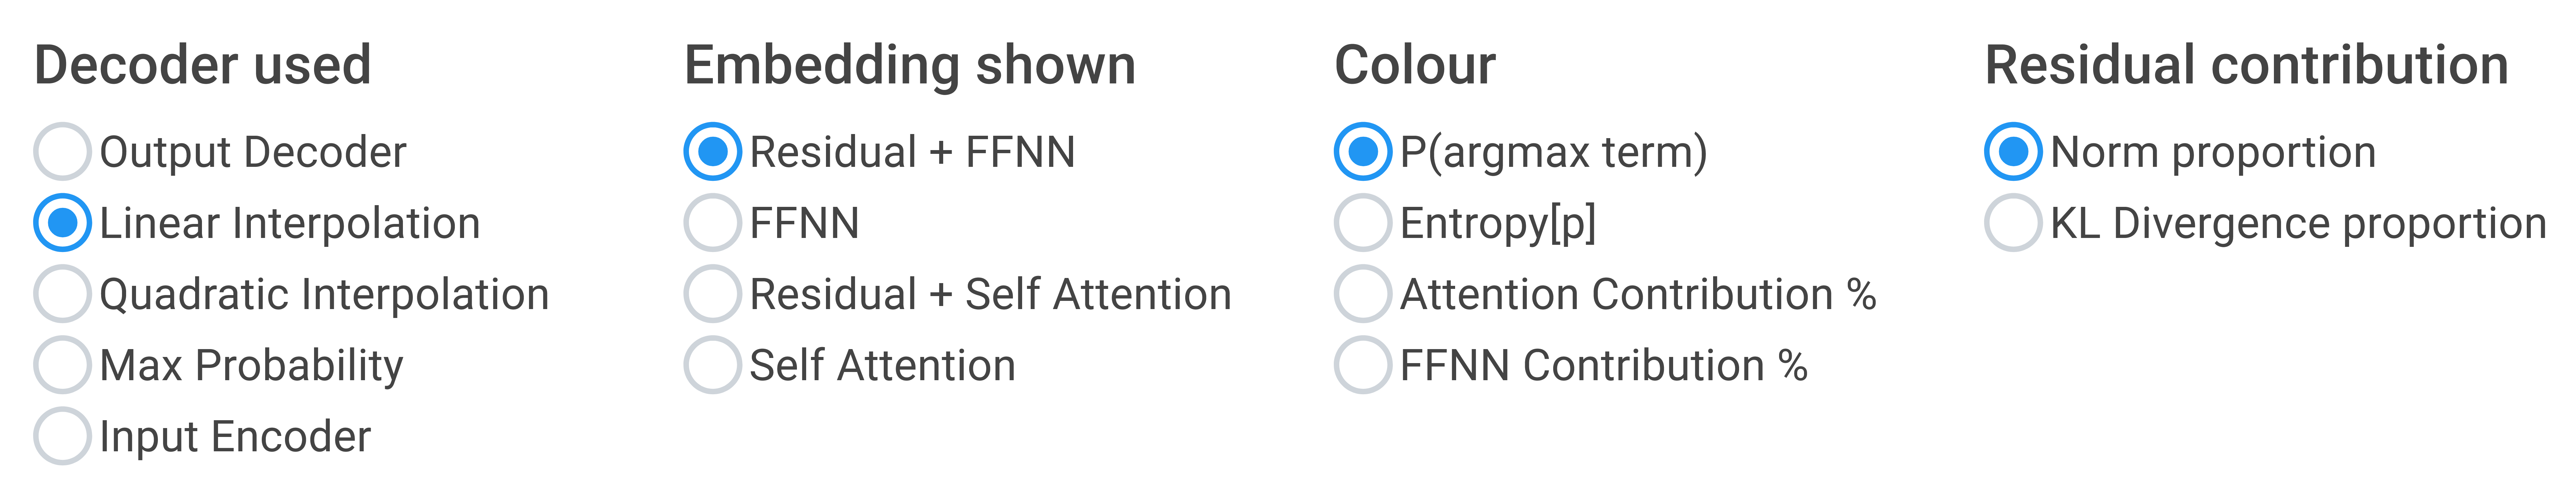 Decoder used
Output Decoder
Linear Interpolation
Quadratic Interpolation
Max Probability
Input Encoder
Embedding shown
Residual + FFNN
FFNN
Residual + Self Attention
Self Attention
Colour
P(argmax term)
Entropy[p]
Attention Contribution %
FFNN Contribution %
Residual contribution
Norm proportion
KL Divergence proportion